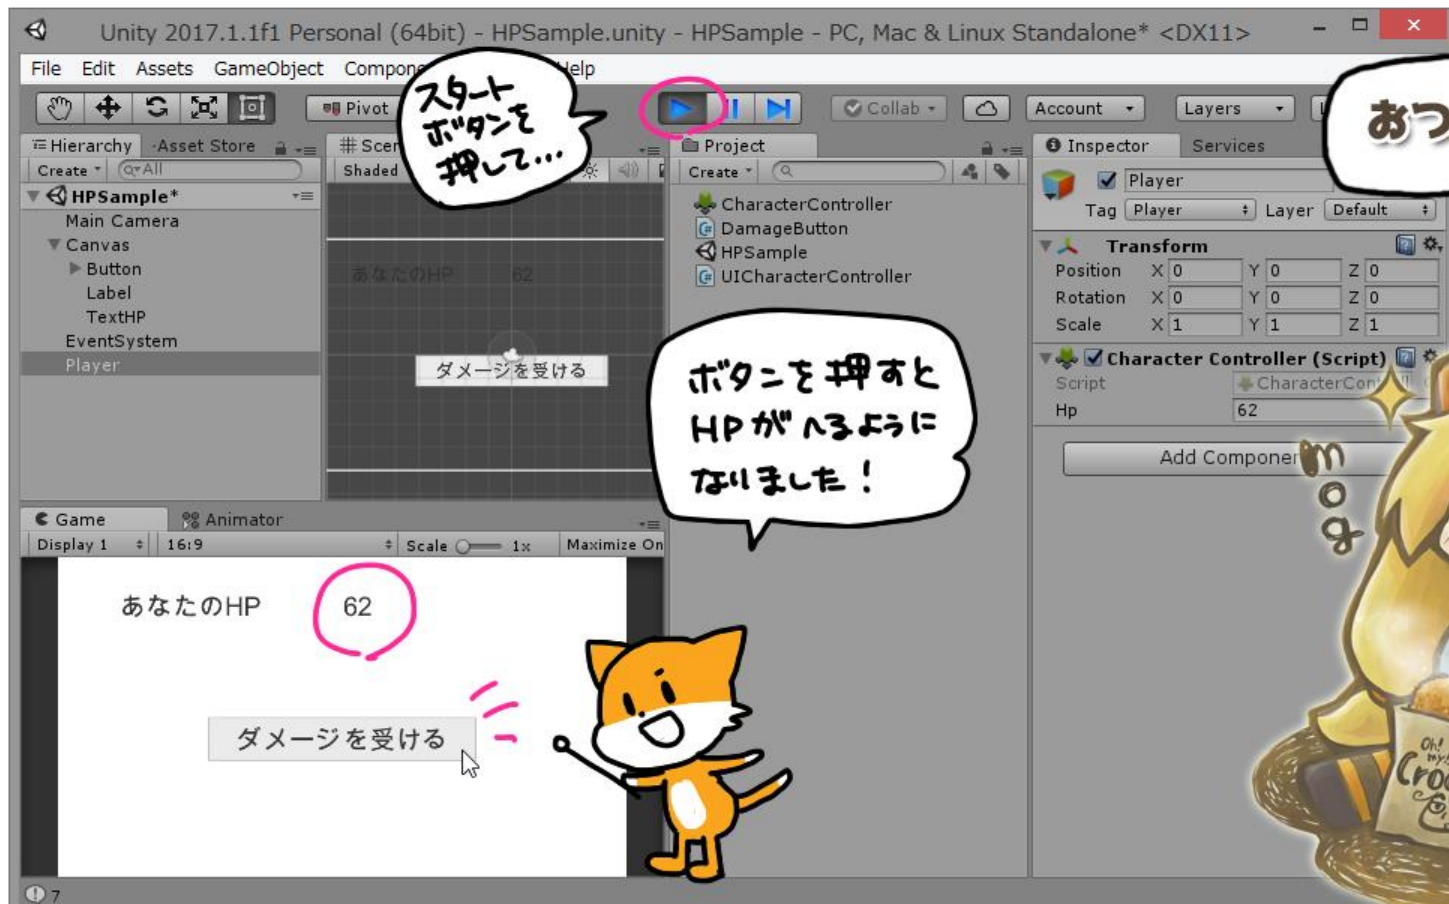 Unity 2017.1.1f1 Personal (64bit) - HPSample.unity - HPSample - PC, Mac & Linux Standalone* <DX11>
File Edit Assets GameObject Help
Pivot
Collab
Account
Layers
スタート
ボタンを
押して...
おつ
Hierarchy
Asset Store
Create
All
HPSample*
Main Camera
Canvas
Button
Label
TextHP
EventSystem
Player
Shaded
あなたのHP 62
ダメージを受ける
Project
Create
CharacterController
DamageButton
HPSample
UICharacterController
ボタンを押すと
HPがへるように
なりました!
Inspector
Services
Player
Tag Player Layer Default
Transform
Position X 0 Y 0 Z 0
Rotation X 0 Y 0 Z 0
Scale X 1 Y 1 Z 1
Character Controller (Script)
Script
Hp 62
Add
mog
Oh!
my!
Game
Animator
Display 1 16:9 Scale 1x Maximize On
あなたのHP 62
ダメージを受ける
7